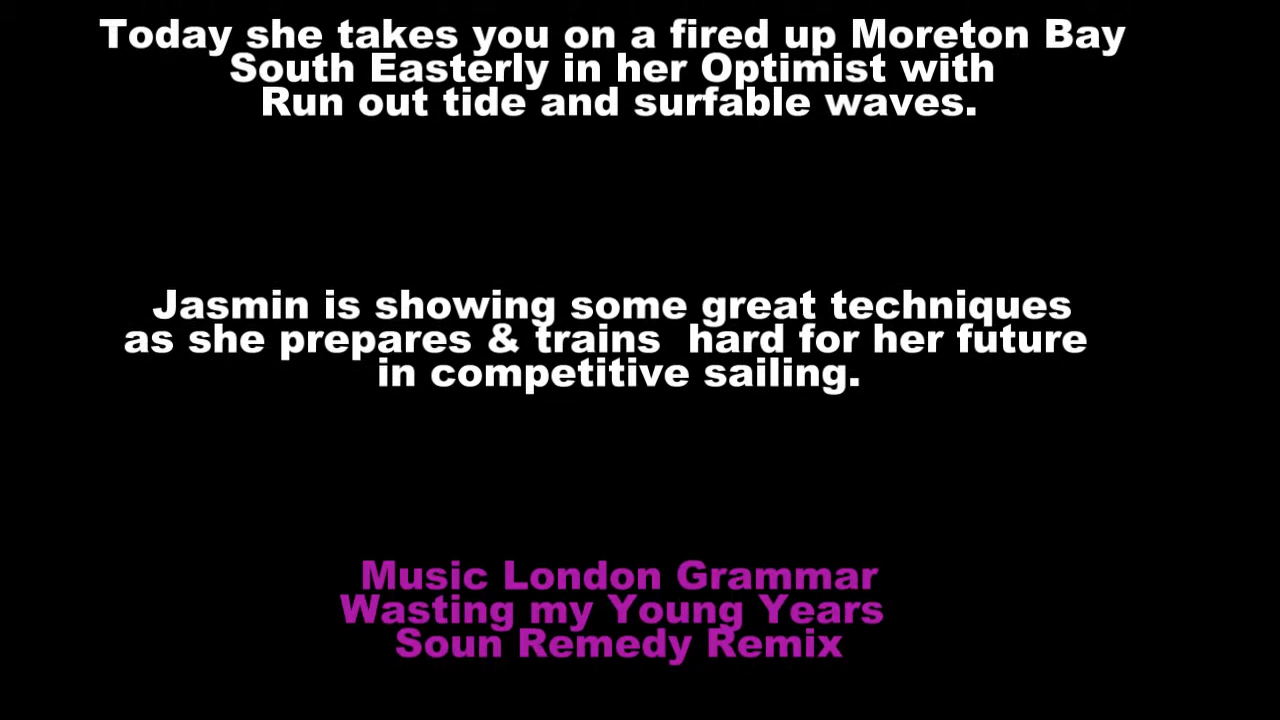 Today she takes you on a fired up Moreton Bay
South Easterly in her Optimist with
Run out tide and surfable waves.
Jasmin is showing some great techniques
as she prepares & trains  hard for her future
in competitive sailing.
Music London Grammar
Wasting my Young Years
Soun Remedy Remix